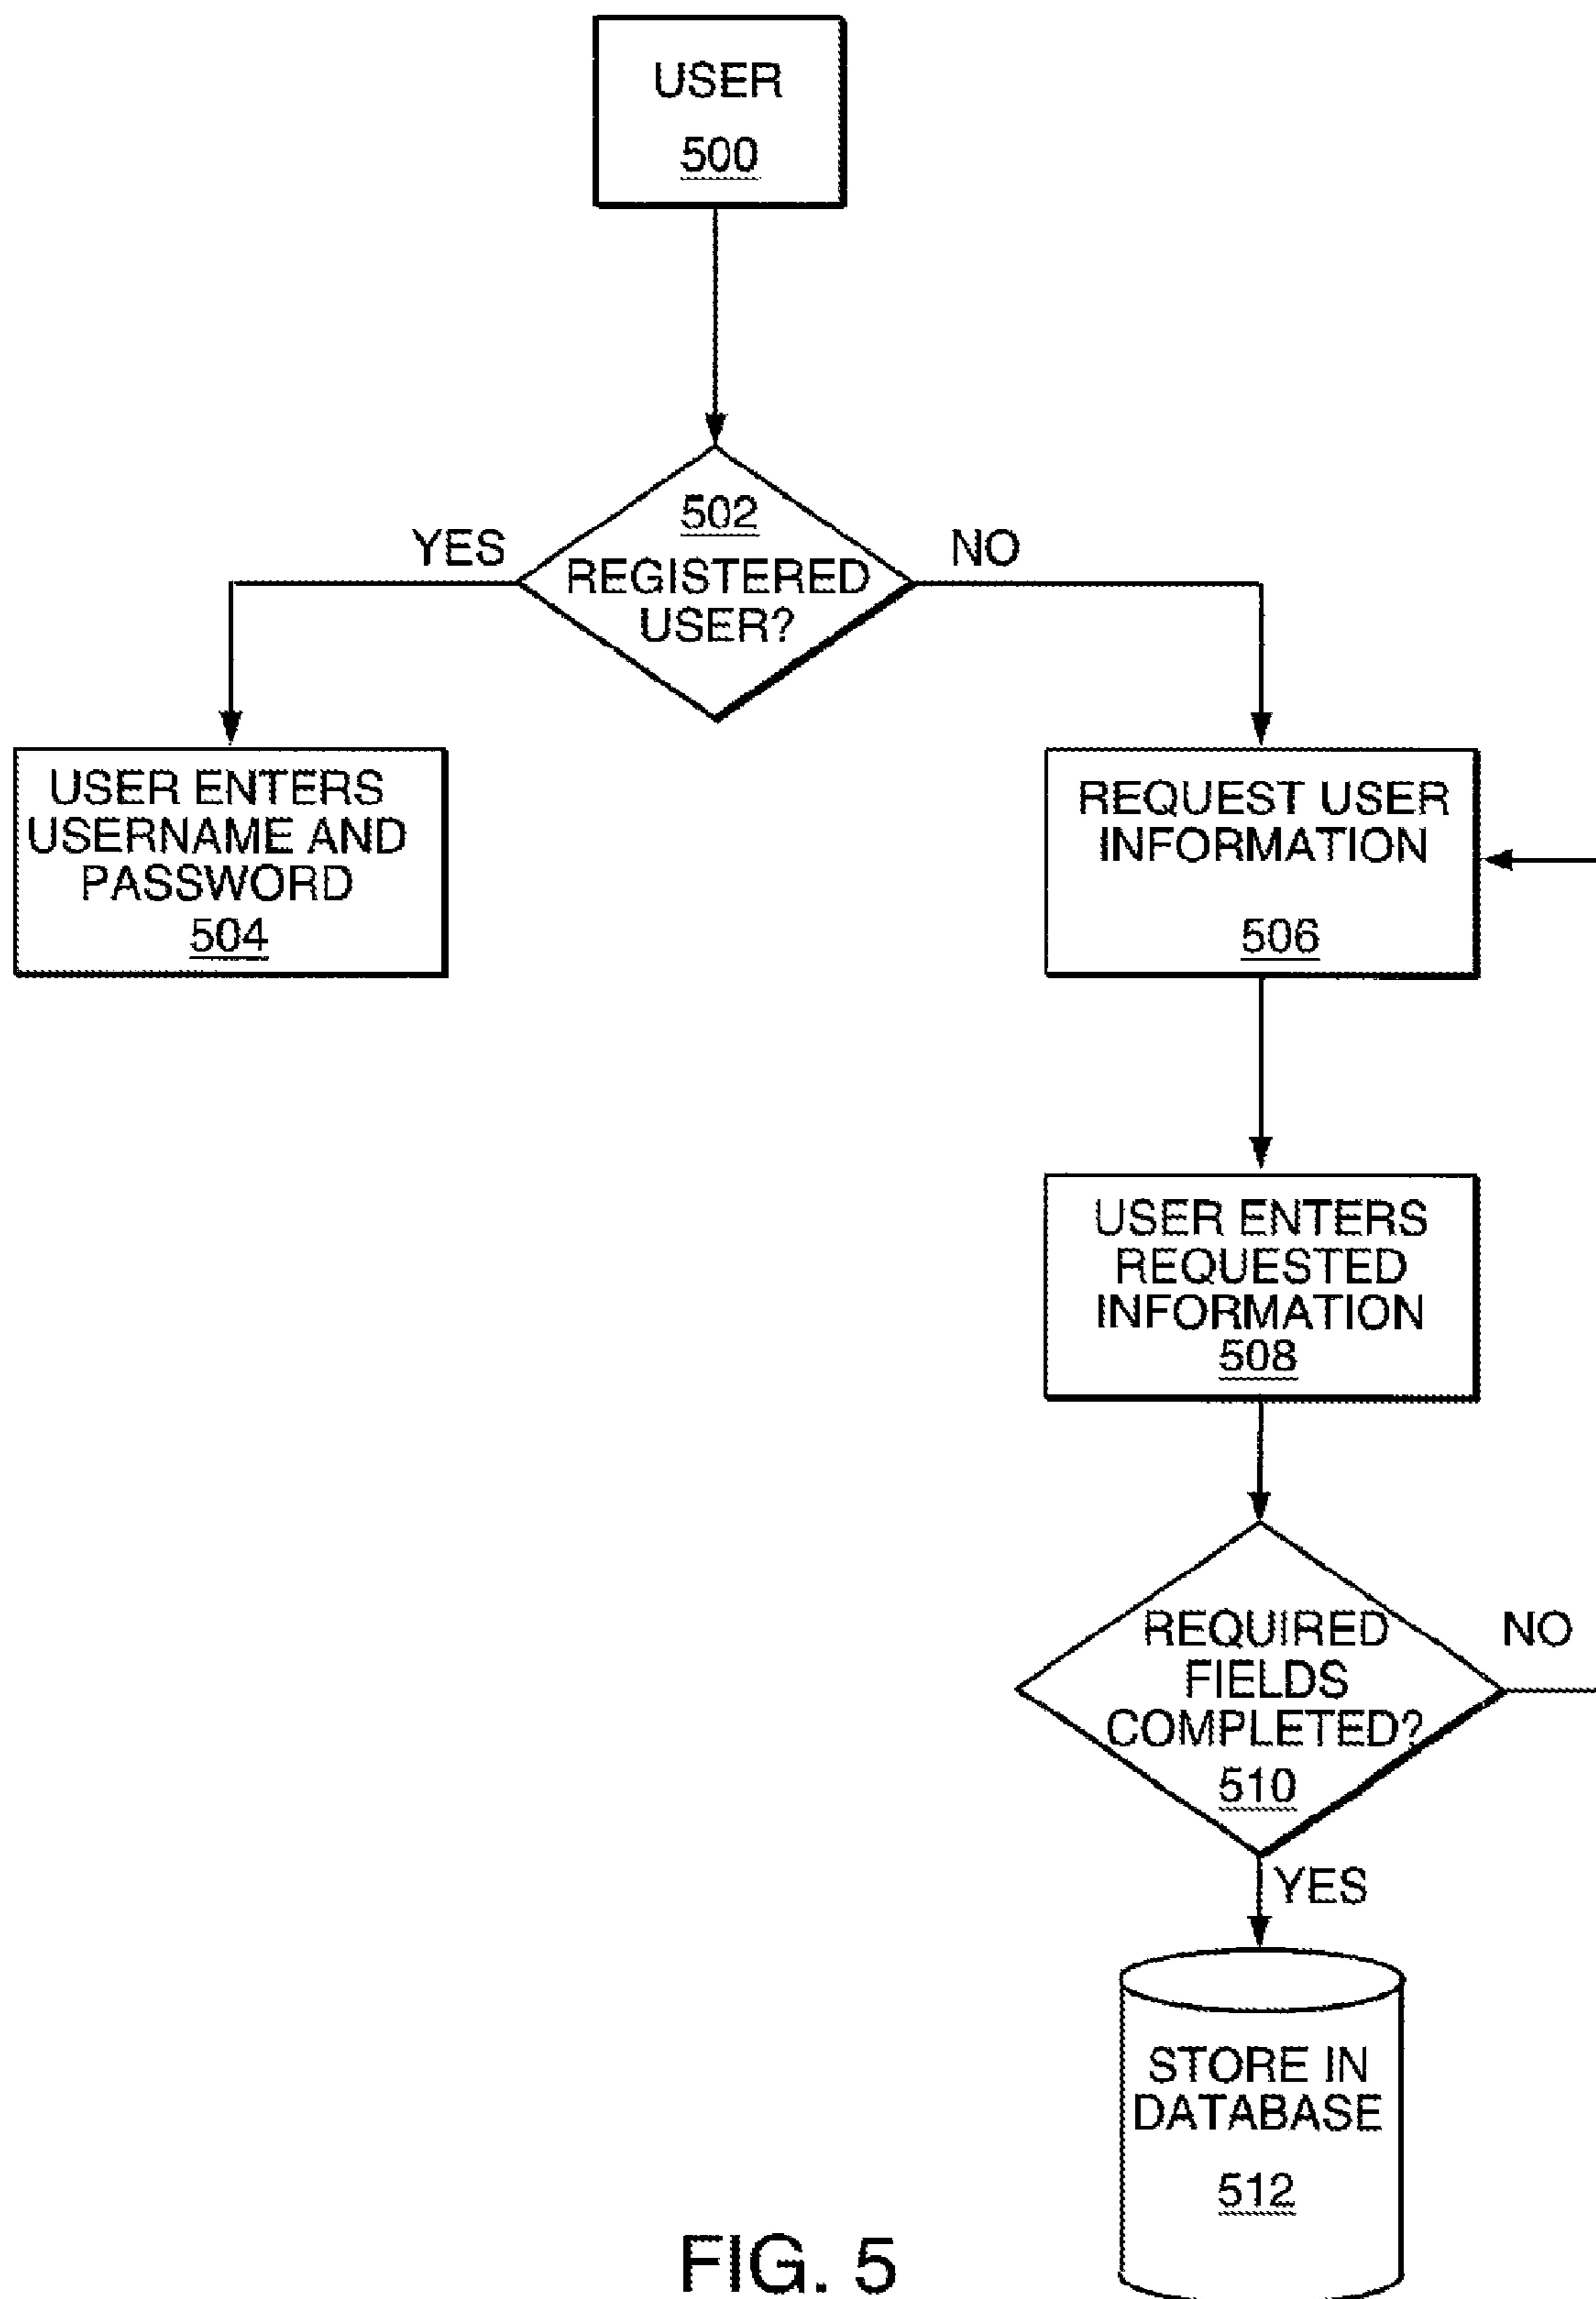 USER
500
502
YES
NO
REGISTERED
USER?
USER ENTERS
USERNAME AND
PASSWORD
504
REQUEST USER
INFORMATION
506
USER ENTERS
REQUESTED
INFORMATION
508
REQUIRED
FIELDS
COMPLETED?
510
NO
YES
STORE IN
DATABASE
512
FIG. 5